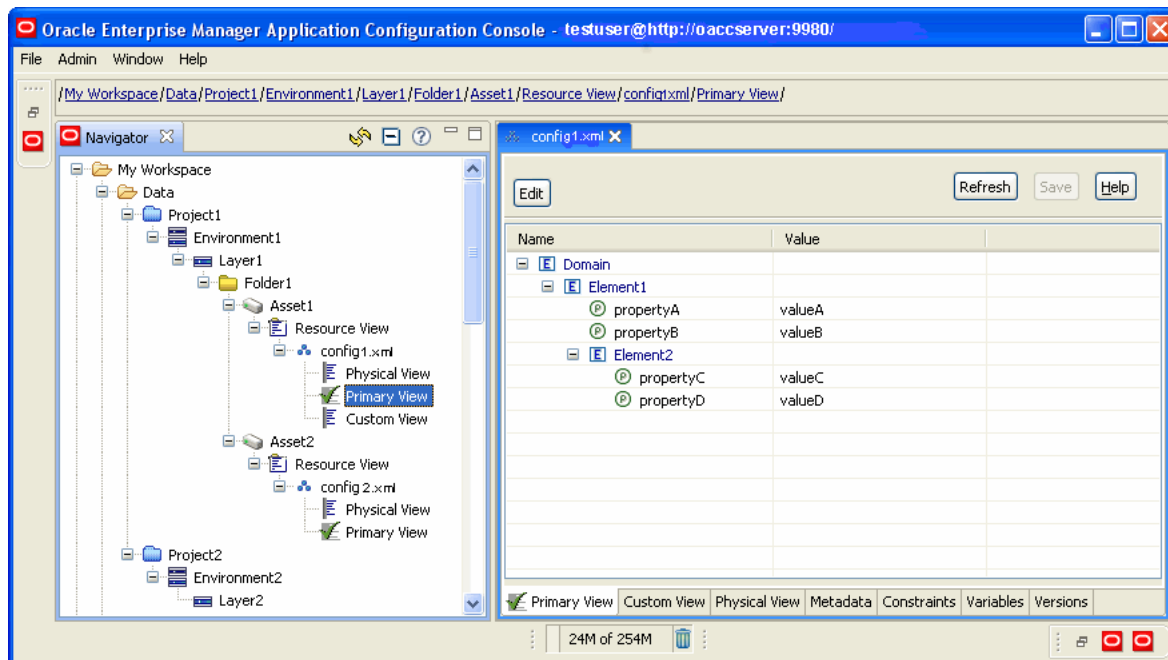 Oracle Enterprise Manager Application Configuration Console - testuser@http://oaccserver:9980/
File Admin Window Help
/My Workspace/Data/Project1/Environment1/Layer1/Folder1/Asset1/Resource View/config1xml/Primary View/
Navigator
My Workspace
Data
Project1
Environment1
Layer1
Folder1
Asset1
Resource View
config1.xml
Physical View
Primary View
Custom View
Asset2
Resource View
config2.xml
Physical View
Primary View
Project2
Environment2
Layer2
config1.xml
Edit Refresh Save Help
Name Value
E Domain
E Element1
P propertyA valueA
P propertyB valueB
E Element2
P propertyC valueC
P propertyD valueD
Primary View Custom View Physical View Metadata Constraints Variables Versions
24M of 254M